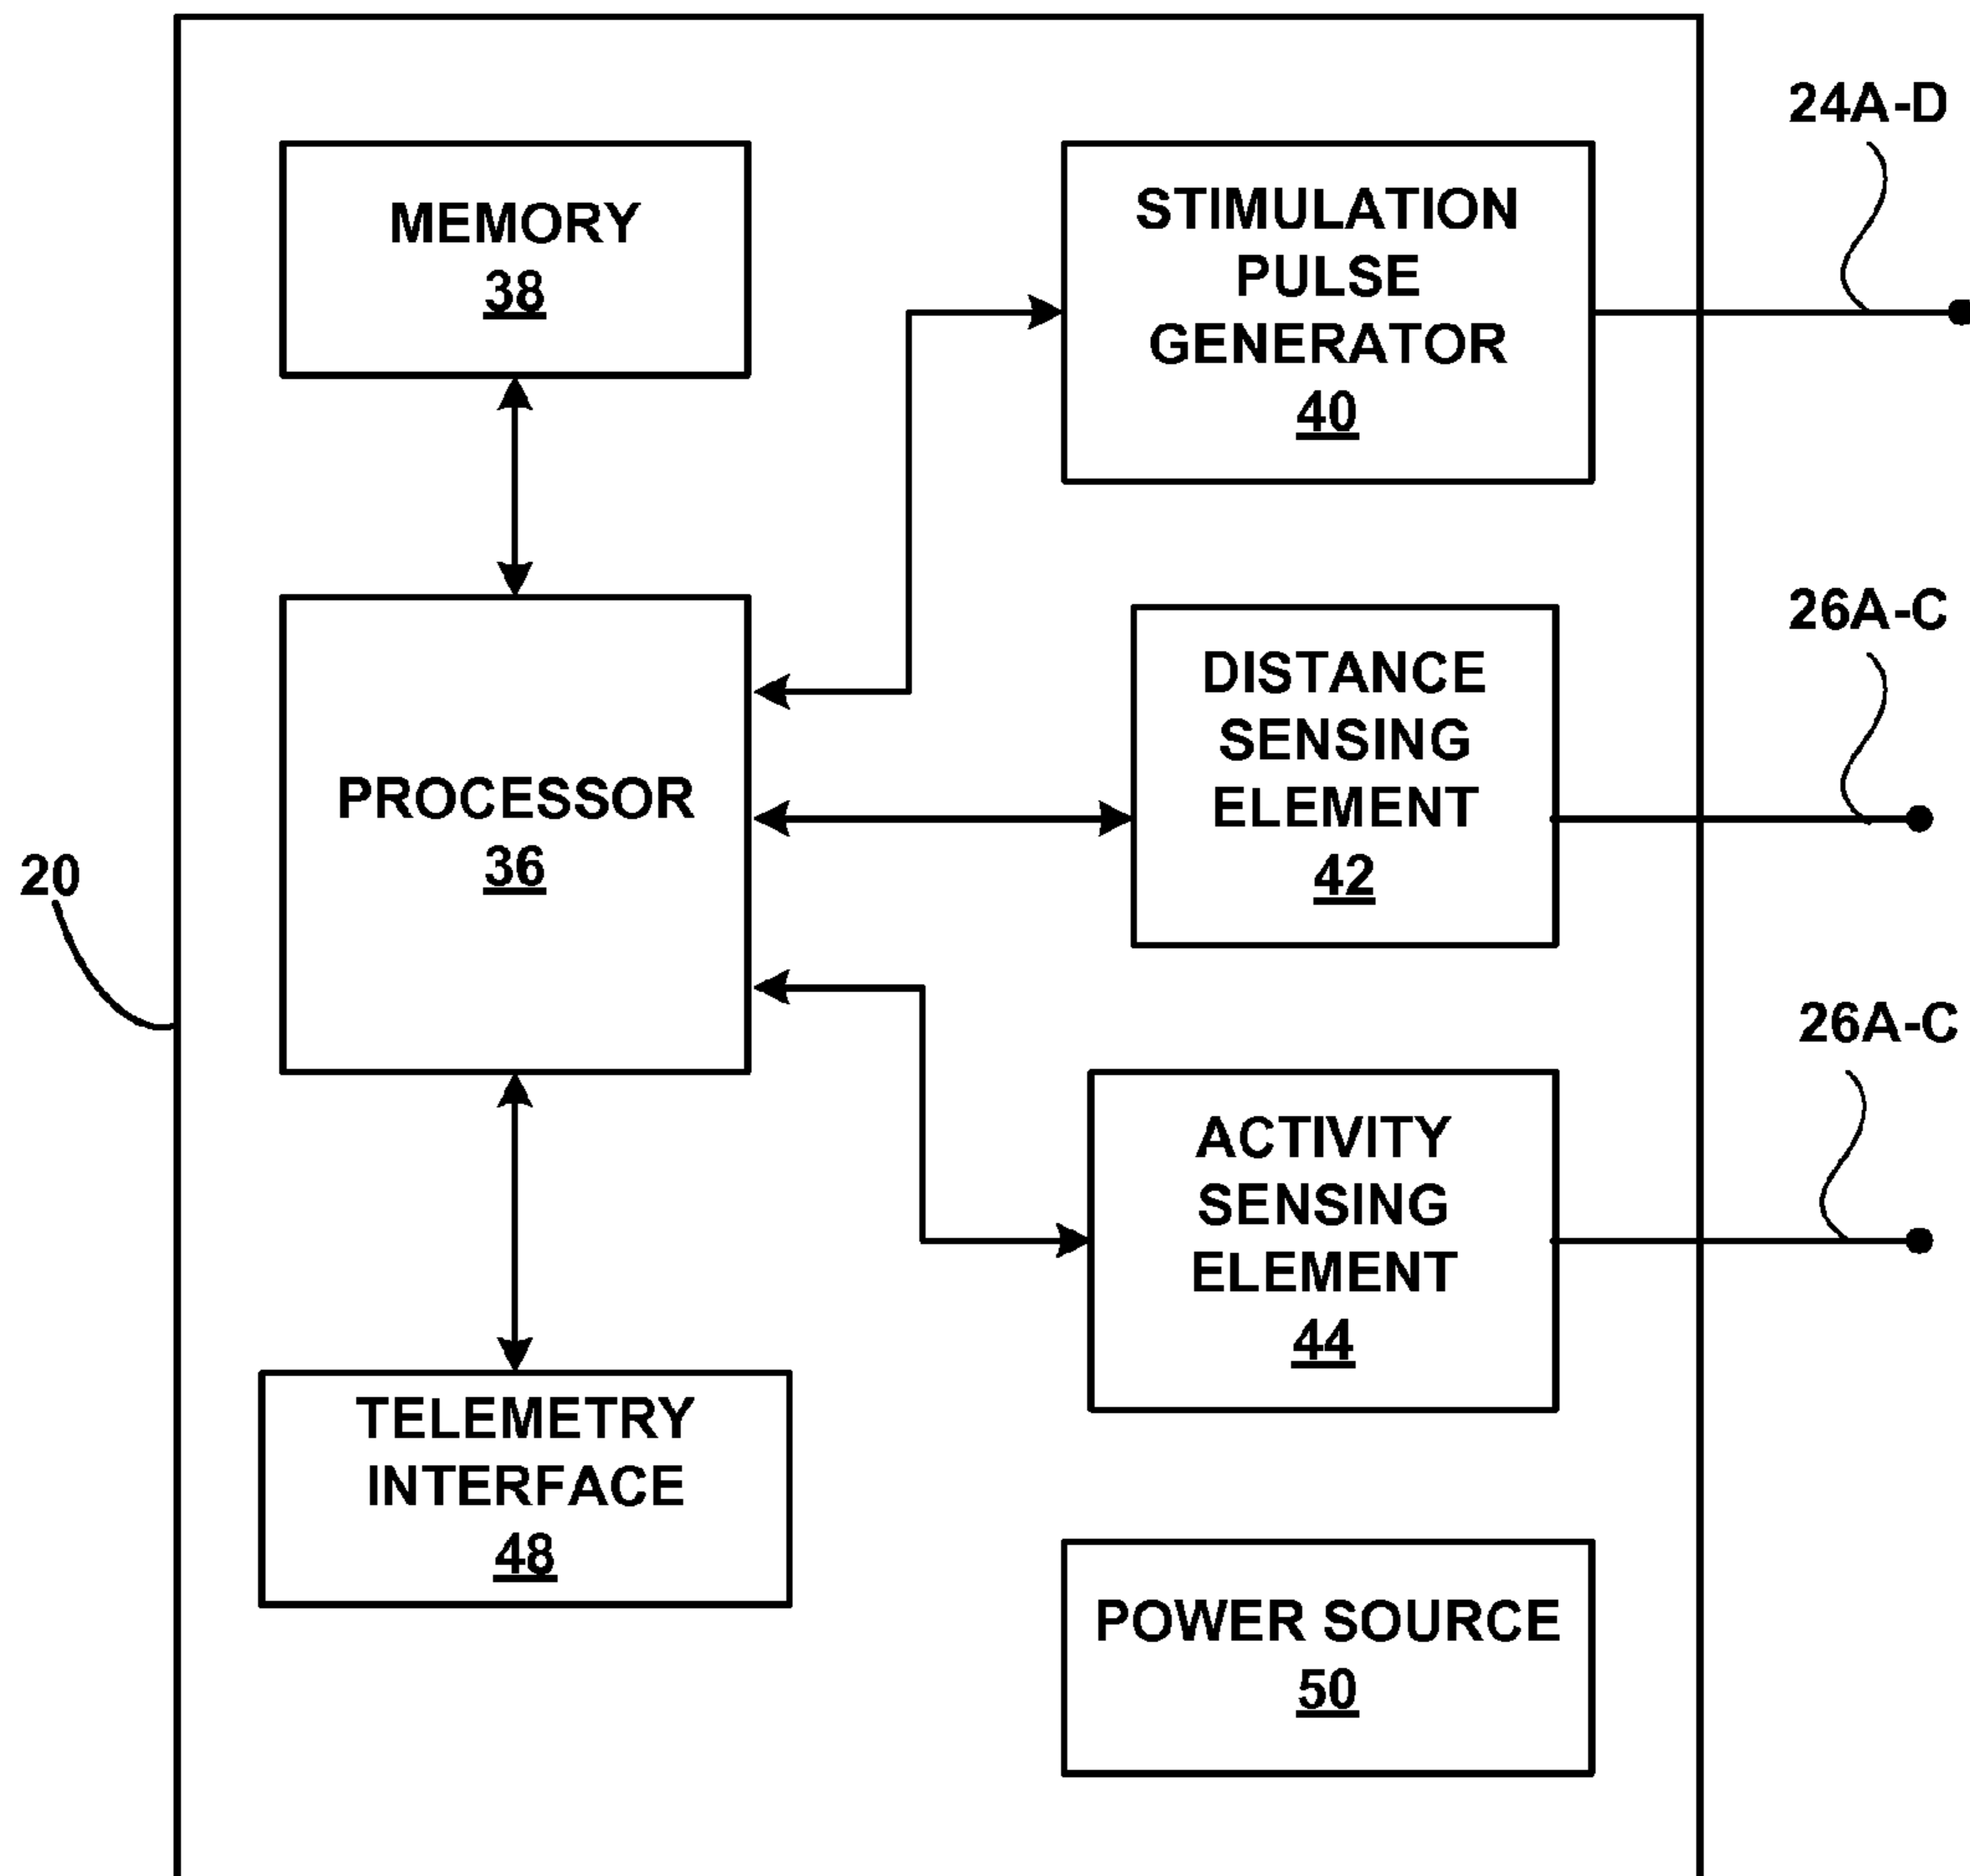 24A-D
MEMORY
38
STIMULATION
PULSE
GENERATOR
40
26A-C
DISTANCE
SENSING
ELEMENT
42
PROCESSOR
36
20
26A-C
ACTIVITY
SENSING
ELEMENT
44
TELEMETRY
INTERFACE
48
POWER SOURCE
50